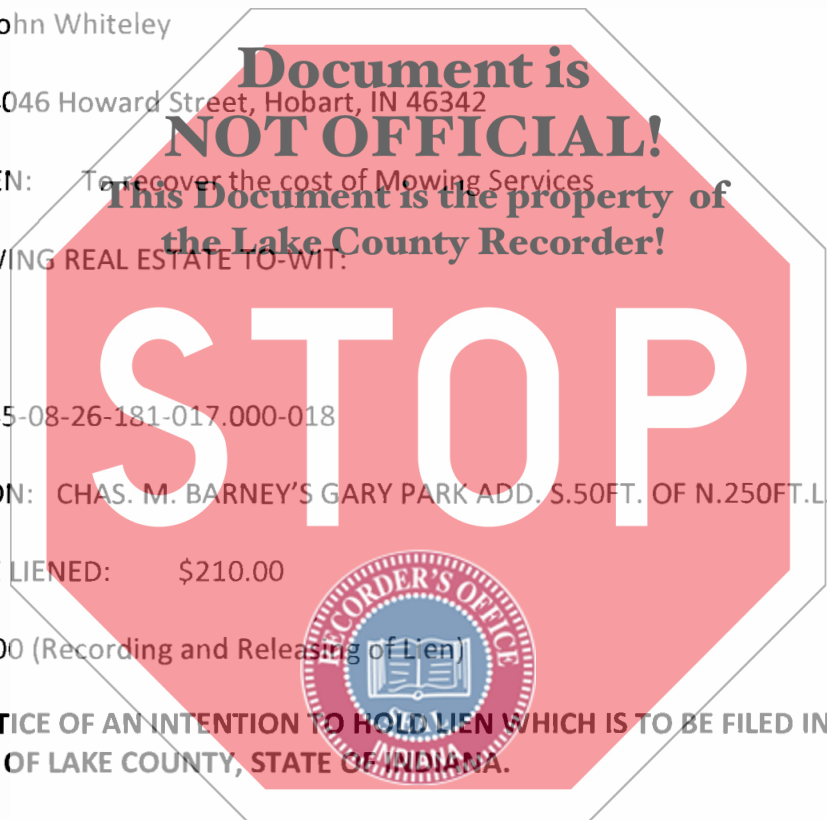 ohn Whiteley
Document is
046 Howard Street, Hobart, IN 46342
NOT OFFICIAL!
EN: To recover the cost of Mowing Services
This Document is the property of
the Lake County Recorder!
ING REAL ESTATE TO-WIT:
STOP
5-08-26-181-017.000-018
ON: CHAS. M. BARNEY'S GARY PARK ADD. S.50FT. OF N.250FT.L
LIENED: $210.00
RECORDER'S OFFICE
00 (Recording and Releasing of Lien)
SEAL
TICE OF AN INTENTION TO HOLD LIEN WHICH IS TO BE FILED IN
INDIANA
OF LAKE COUNTY, STATE OF INDIANA.